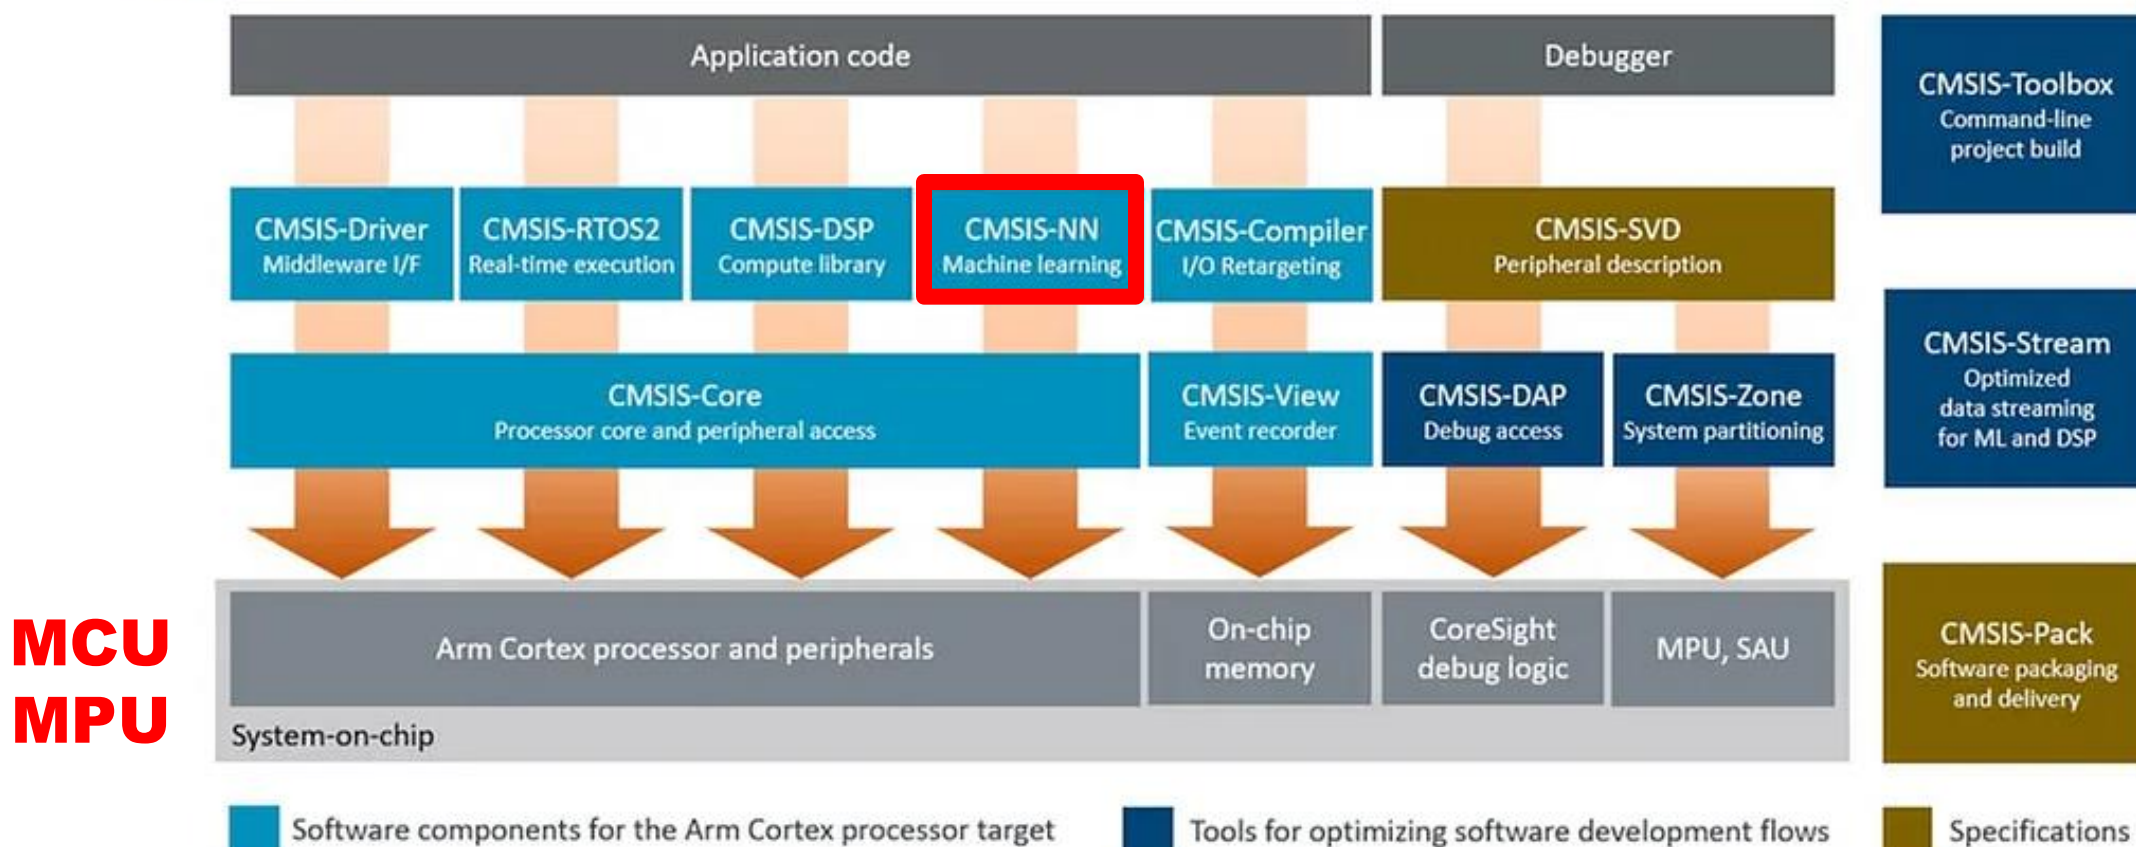 Application code
Debugger
CMSIS-Toolbox
Command-line
project build
CMSIS-Driver
Middleware I/F
CMSIS-RTOS2
Real-time execution
CMSIS-DSP
Compute library
CMSIS-NN
Machine learning
CMSIS-Compiler
I/O Retargeting
CMSIS-SVD
Peripheral description
CMSIS-Core
Processor core and peripheral access
CMSIS-View
Event recorder
CMSIS-DAP
Debug access
CMSIS-Zone
System partitioning
CMSIS-Stream
Optimized
data streaming
for ML and DSP
MCU
MPU
Arm Cortex processor and peripherals
On-chip
memory
CoreSight
debug logic
MPU, SAU
System-on-chip
CMSIS-Pack
Software packaging
and delivery
Software components for the Arm Cortex processor target
Tools for optimizing software development flows
Specifications